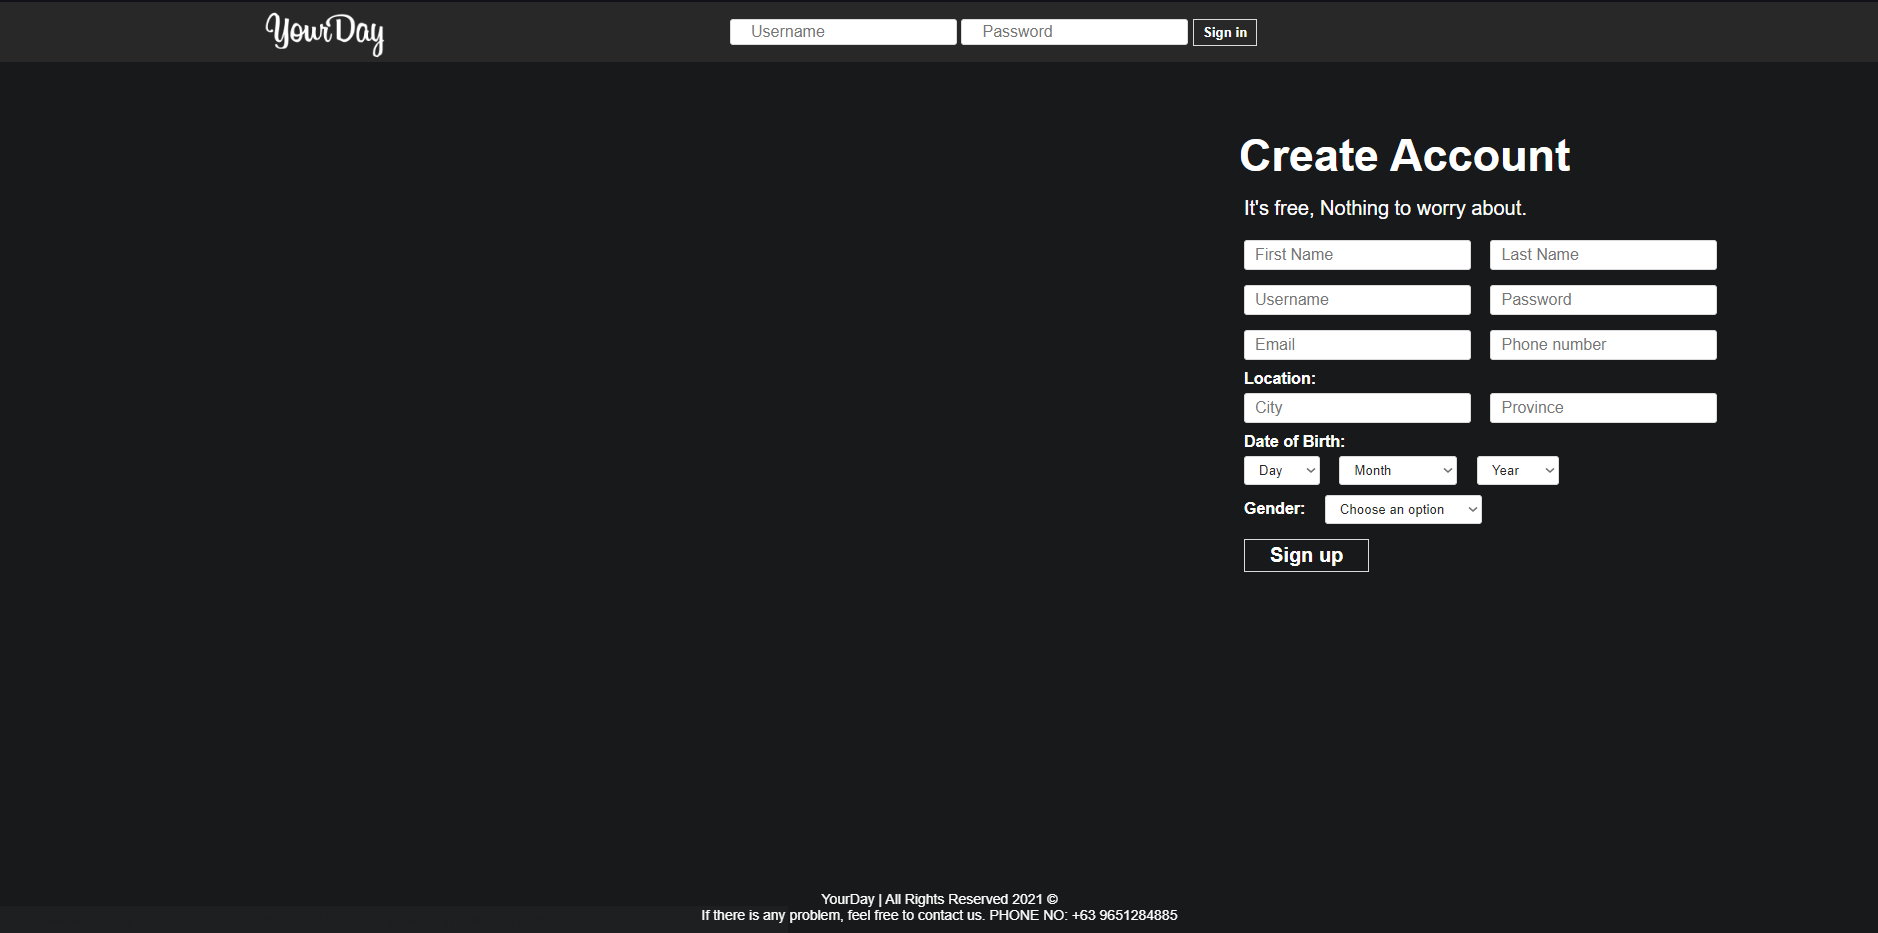 YourDay
Username Password Sign in
Create Account
It's free, Nothing to worry about.
First Name Last Name
Username Password
Email Phone number
Location:
City Province
Date of Birth:
Day Month Year
Gender: Choose an option
Sign up
YourDay | All Rights Reserved 2021 ©
If there is any problem, feel free to contact us. PHONE NO: +63 9651284885